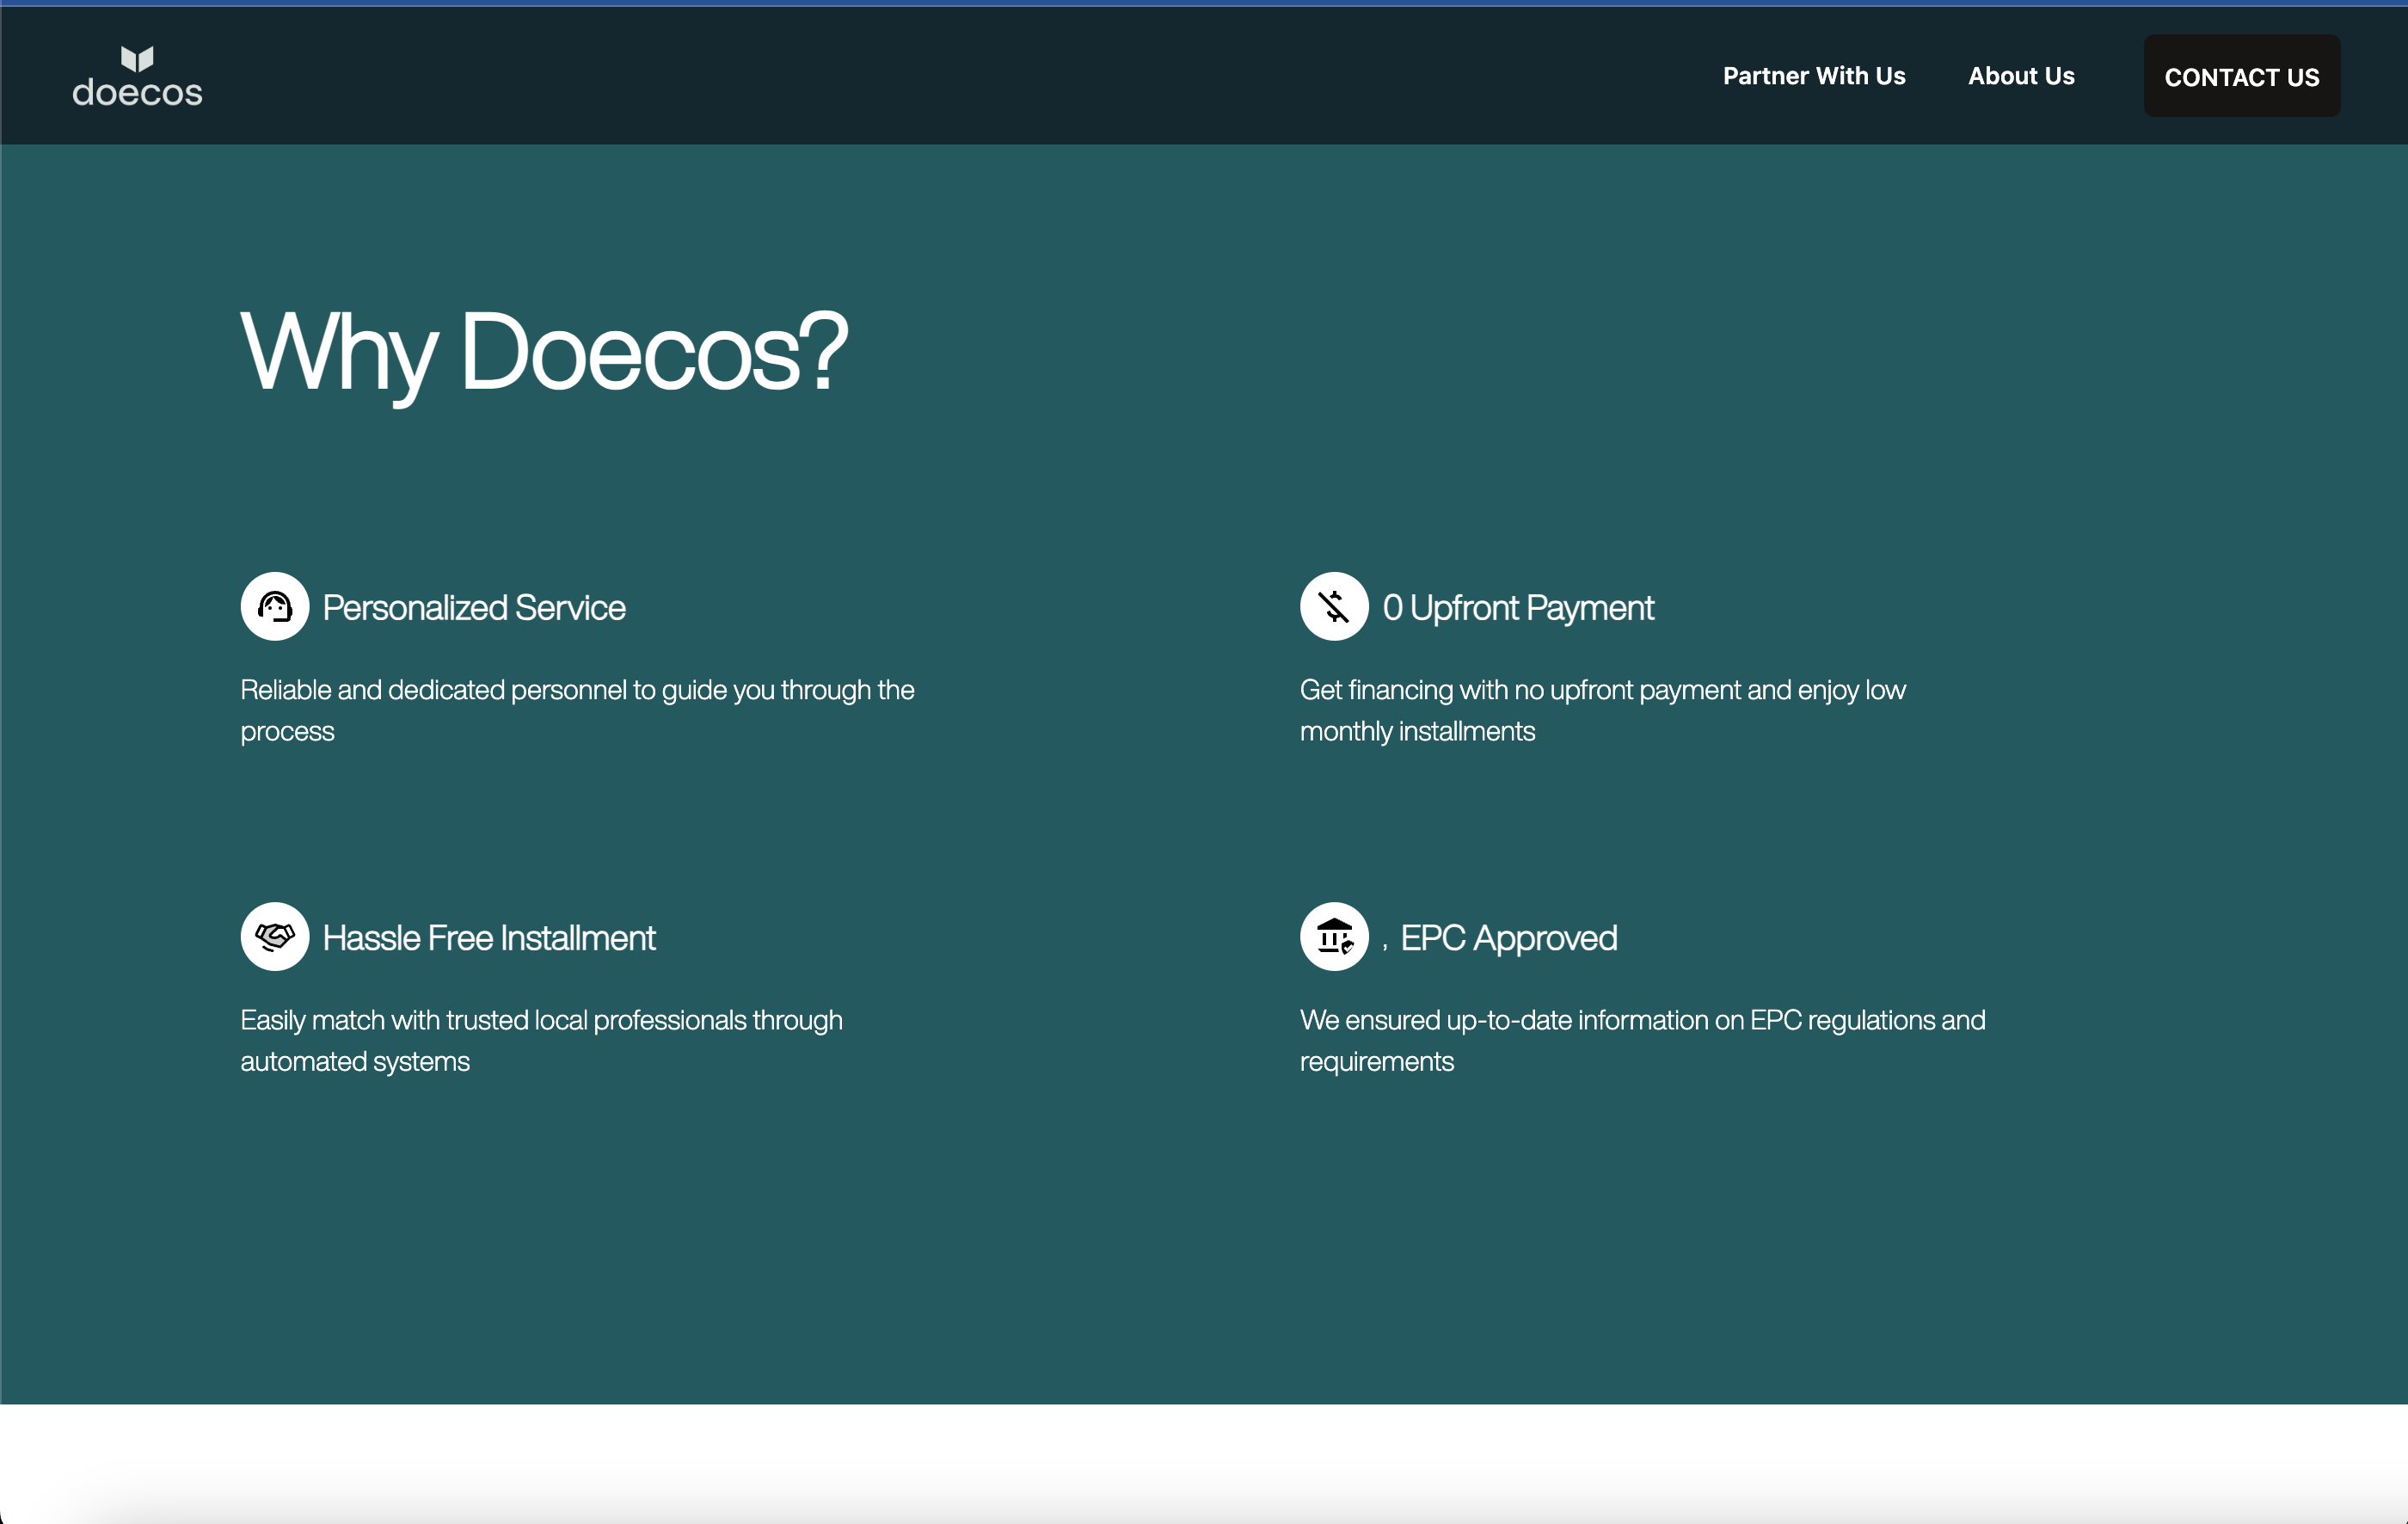 doecos
Partner With Us
About Us
CONTACT US
Why Doecos?
Personalized Service
Reliable and dedicated personnel to guide you through the
process
0 Upfront Payment
Get financing with no upfront payment and enjoy low
monthly installments
Hassle Free Installment
Easily match with trusted local professionals through
automated systems
, EPC Approved
We ensured up-to-date information on EPC regulations and
requirements